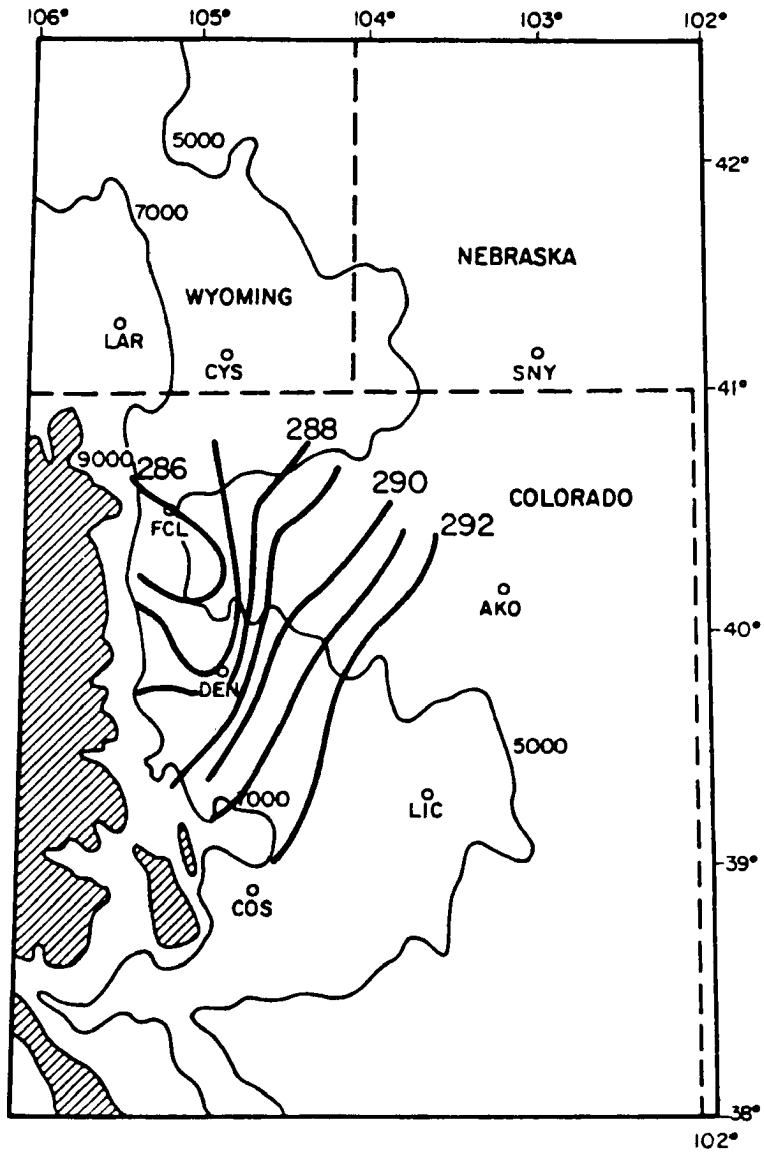 106° 105° 104° 103° 102°
5000
42°
7000
NEBRASKA
WYOMING
LAR
CYS
SNY
41°
288
9000 286
290
COLORADO
FCL
292
AKO
40°
DEN
5000
7000
LIC
39°
COS
38°
102°